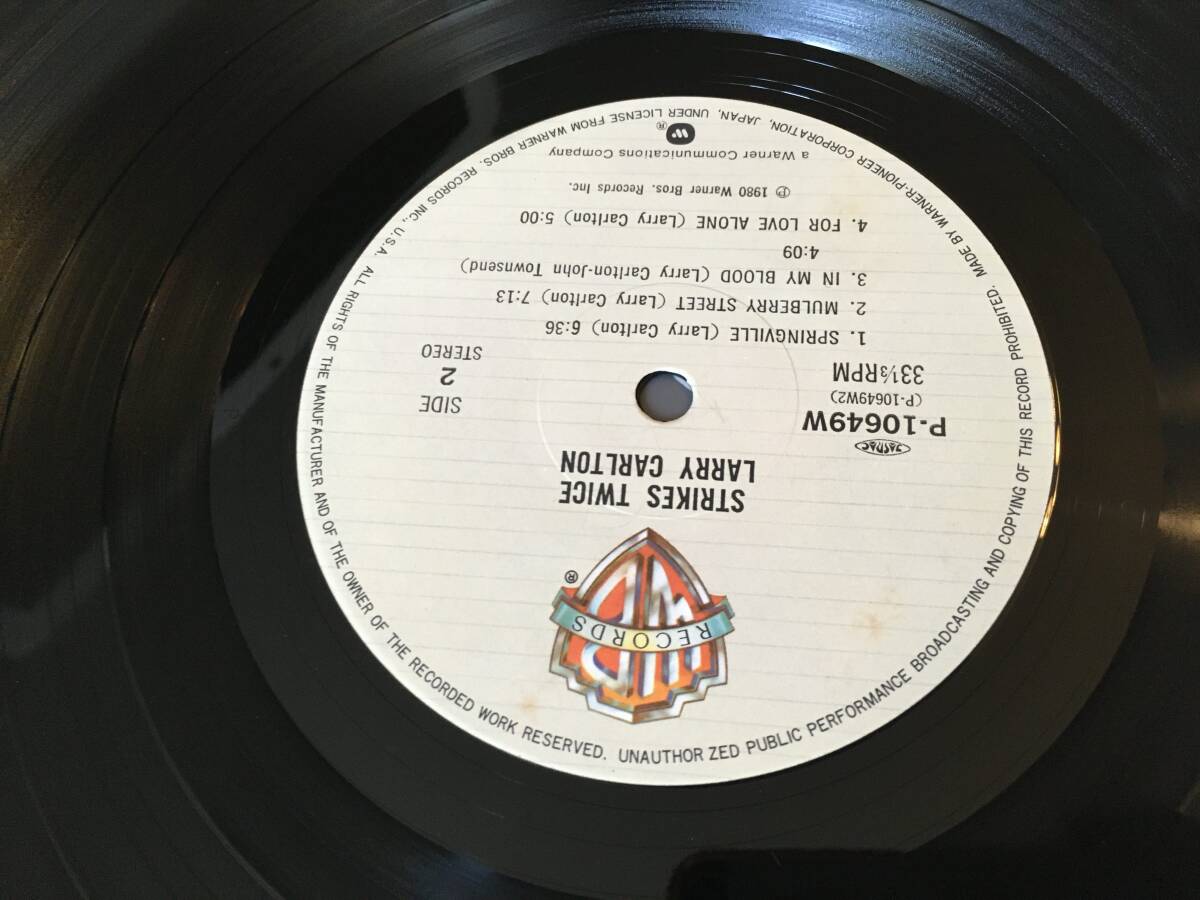 WB
RECORDS
®
STRIKES TWICE
LARRY CARLTON
JASRAC
P-10649W
(P-10649W2)
33⅓RPM
SIDE
2
STEREO
1. SPRINGVILLE (Larry Carlton) 6:36
2. MULBERRY STREET (Larry Carlton) 7:13
3. IN MY BLOOD (Larry Carlton-John Townsend)
4:09
4. FOR LOVE ALONE (Larry Carlton) 5:00
℗ 1980 Warner Bros. Records Inc.
a Warner Communications Company
®
MADE BY WARNER-PIONEER CORPORATION, JAPAN, UNDER LICENSE FROM WARNER BROS. RECORDS INC., U.S.A. ALL RIGHTS OF THE MANUFACTURER AND OF THE OWNER OF THE RECORDED WORK RESERVED. UNAUTHOR ZED PUBLIC PERFORMANCE BROADCASTING AND COPYING OF THIS RECORD PROHIBITED.